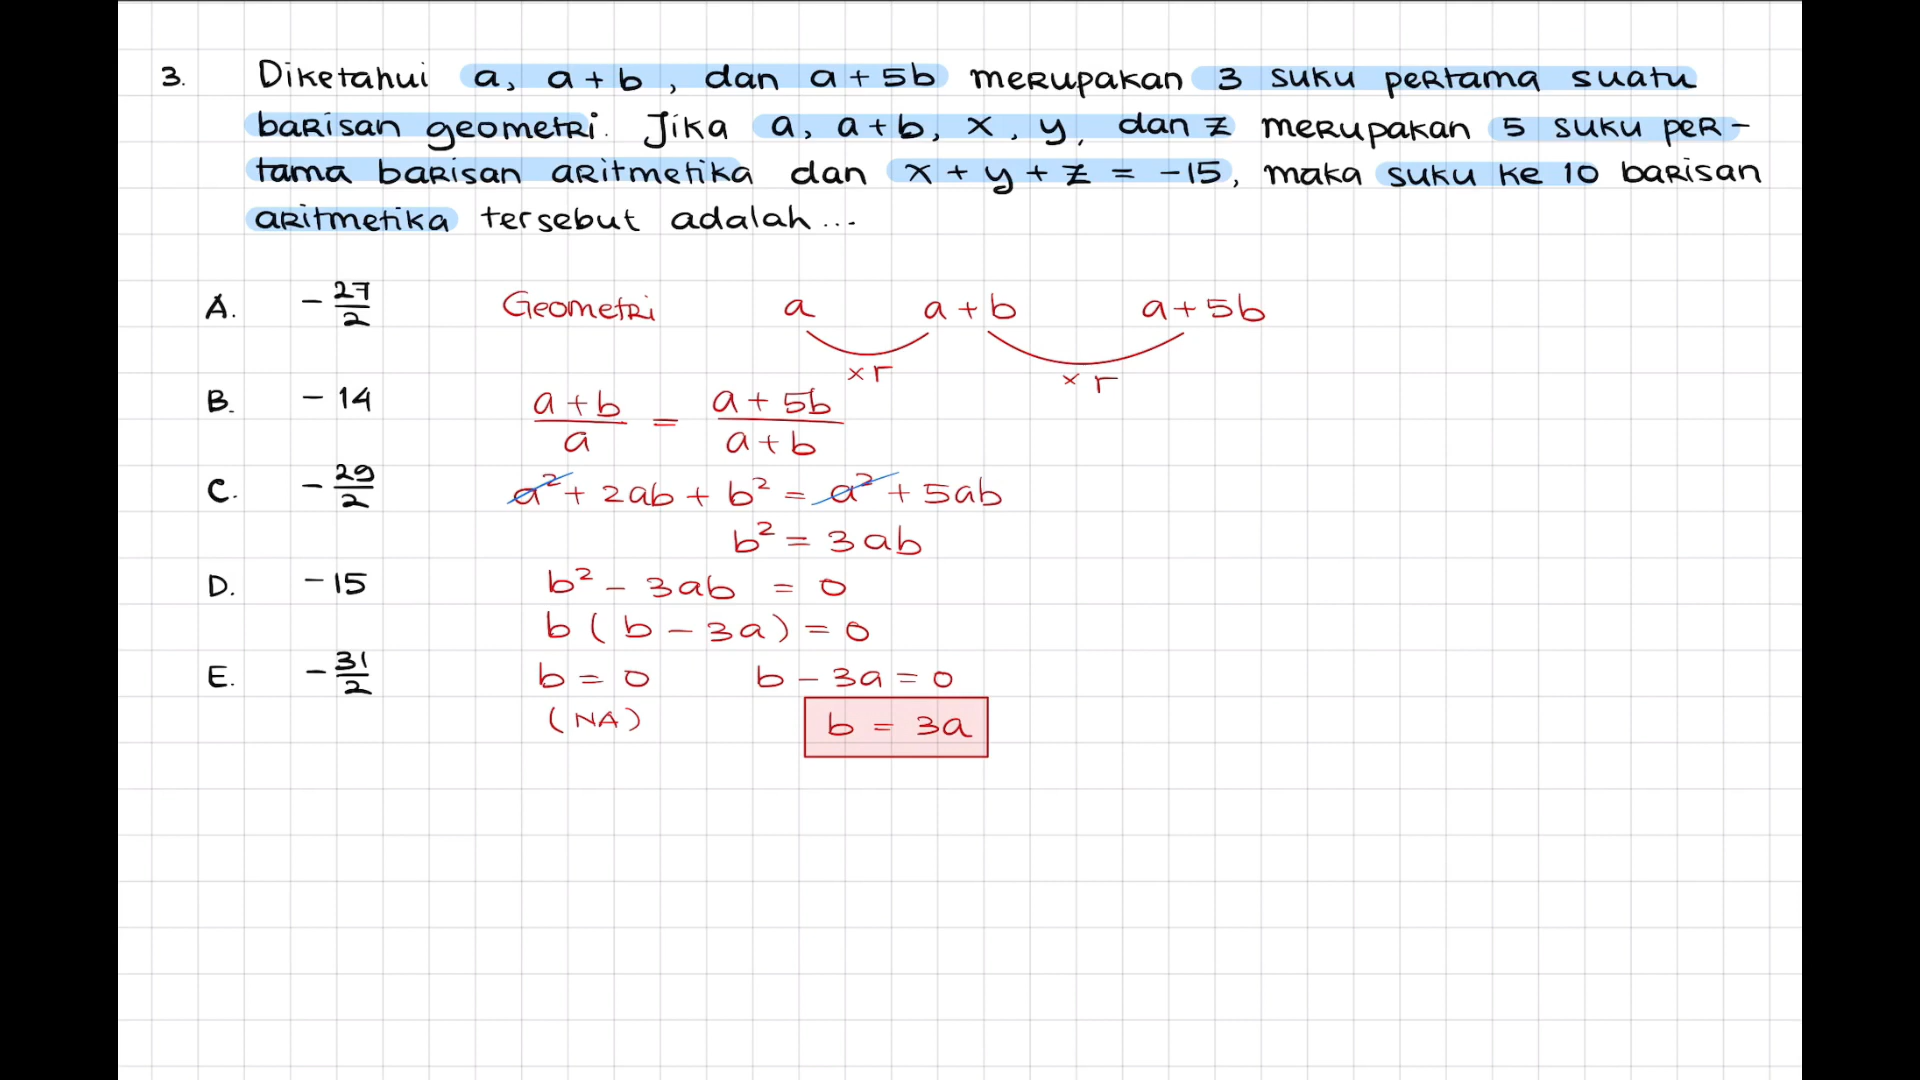 3. Diketahui a, a + b, dan a + 5b merupakan 3 suku pertama suatu
barisan geometri. Jika a, a + b, x, y, dan z merupakan 5 suku per-
tama barisan aritmetika dan x + y + z = -15, maka suku ke 10 barisan
aritmetika tersebut adalah...
A. -27/2
Geometri a a + b a + 5b
× r × r
B. -14
(a + b)/a = (a + 5b)/(a + b)
C. -29/2
a² + 2ab + b² = a² + 5ab
b² = 3ab
D. -15
b² - 3ab = 0
b (b - 3a) = 0
E. -31/2
b = 0 b - 3a = 0
(NA) b = 3a